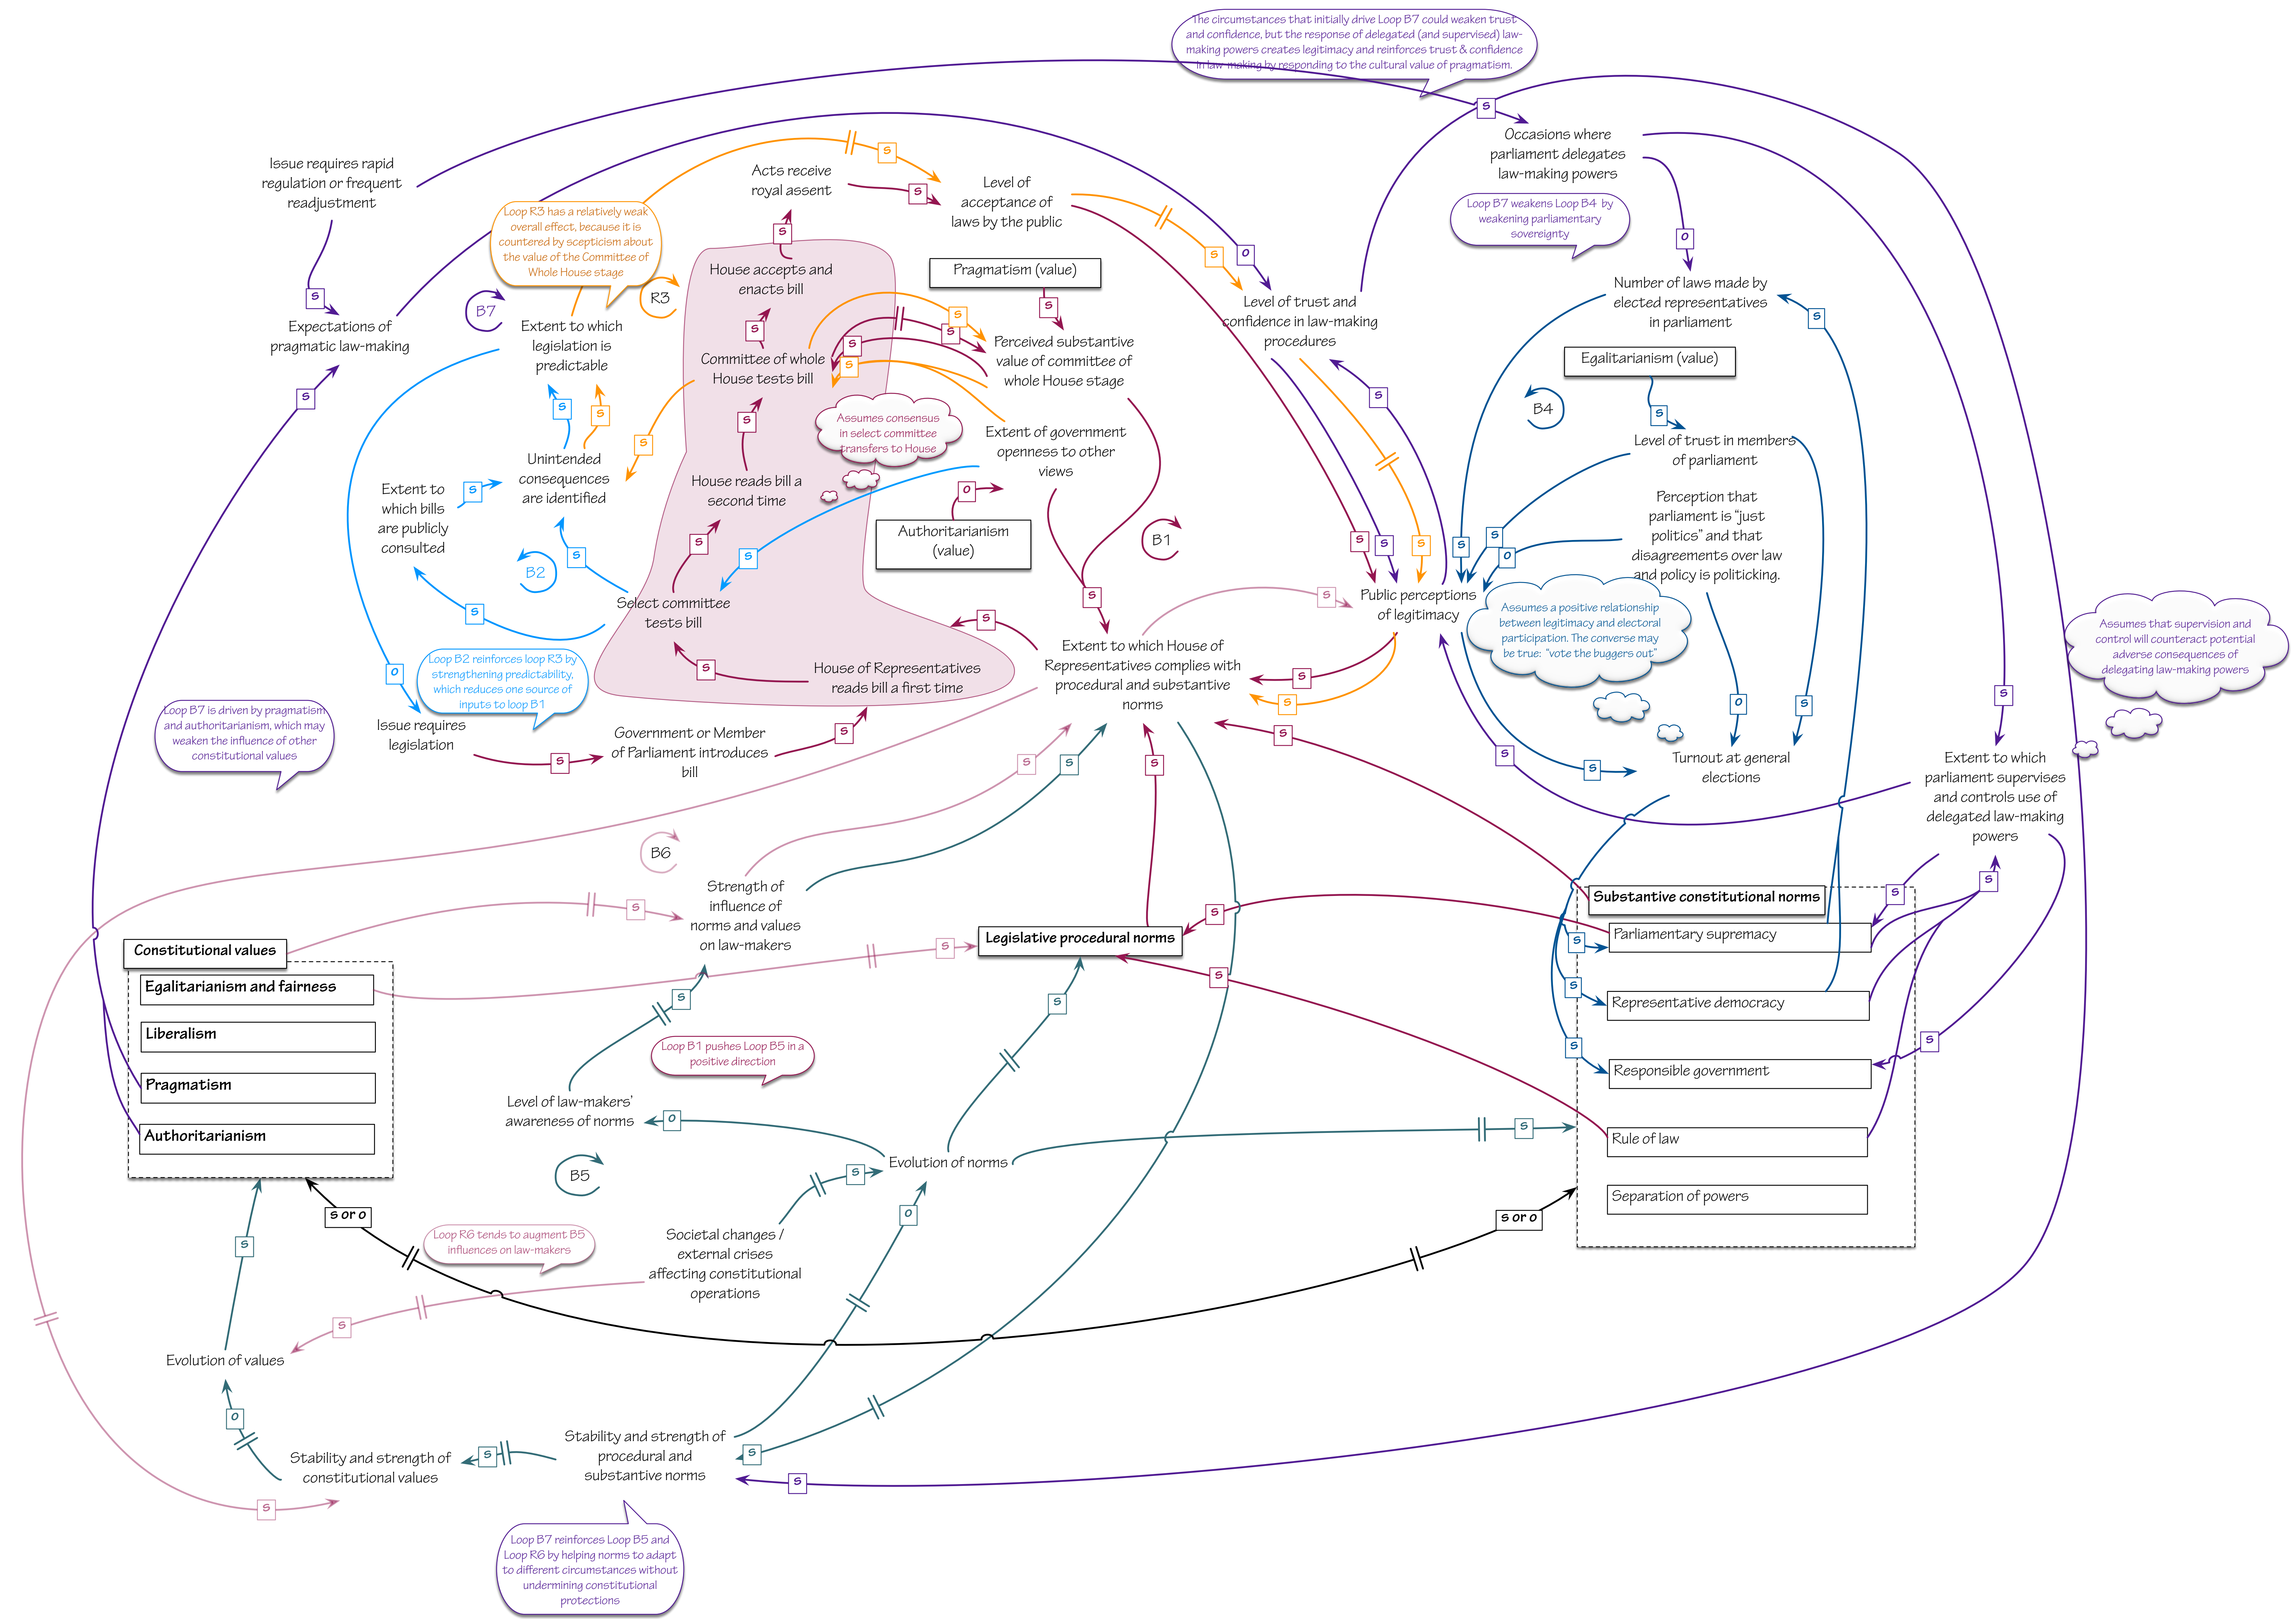 The circumstances that initially drive Loop B7 could weaken trust
and confidence, but the response of delegated (and supervised) law-
making powers creates legitimacy and reinforces trust & confidence
in law-making by responding to the cultural value of pragmatism.
s
Occasions where
parliament delegates
law-making powers
Issue requires rapid
regulation or frequent
readjustment
s
Acts receive
royal assent
s
Level of
acceptance of
laws by the public
Loop R3 has a relatively weak
overall effect, because it is
countered by scepticism about
the value of the Committee of
Whole House stage
Loop B7 weakens Loop B4 by
weakening parliamentary
sovereignty
s
s
o
o
House accepts and
enacts bill
Pragmatism (value)
Number of laws made by
elected representatives
in parliament
s
Expectations of
pragmatic law-making
B7
R3
Extent to which
legislation is
predictable
s
s
s
s
s
s
Level of trust and
confidence in law-making
procedures
Perceived substantive
value of committee of
whole House stage
Committee of whole
House tests bill
Egalitarianism (value)
s
s
s
B4
s
s
s
s
s
Assumes consensus
in select committee
transfers to House
Extent of government
openness to other
views
Level of trust in members
of parliament
Unintended
consequences
are identified
House reads bill a
second time
Extent to
which bills
are publicly
consulted
s
o
Perception that
parliament is "just
politics" and that
disagreements over law
and policy is politicking.
Authoritarianism
(value)
B1
B2
s
s
s
s
s
s
s
s
o
Select committee
tests bill
s
s
s
s
Public perceptions
of legitimacy
Assumes a positive relationship
between legitimacy and electoral
participation. The converse may
be true: "vote the buggers out"
Assumes that supervision and
control will counteract potential
adverse consequences of
delegating law-making powers
Loop B2 reinforces loop R3 by
strengthening predictability,
which reduces one source of
inputs to loop B1
o
s
House of Representatives
reads bill a first time
Extent to which House of
Representatives complies with
procedural and substantive
norms
s
s
o
s
s
Loop B7 is driven by pragmatism
and authoritarianism, which may
weaken the influence of other
constitutional values
Issue requires
legislation
s
Government or Member
of Parliament introduces
bill
s
s
s
s
s
s
s
Turnout at general
elections
Extent to which
parliament supervises
and controls use of
delegated law-making
powers
B6
Strength of
influence of
norms and values
on law-makers
s
s
s
s
s
Substantive constitutional norms
Parliamentary supremacy
s
Representative democracy
s
Responsible government
s
s
Rule of law
Separation of powers
Legislative procedural norms
s
s
s
s
Constitutional values
Egalitarianism and fairness
Liberalism
Pragmatism
Authoritarianism
Loop B1 pushes Loop B5 in a
positive direction
Level of law-makers'
awareness of norms
o
s
B5
Evolution of norms
s
o
s or o
s or o
s
Loop R6 tends to augment B5
influences on law-makers
Societal changes /
external crises
affecting constitutional
operations
s
Evolution of values
o
Stability and strength of
constitutional values
s
s
Stability and strength of
procedural and
substantive norms
s
s
Loop B7 reinforces Loop B5 and
Loop R6 by helping norms to adapt
to different circumstances without
undermining constitutional
protections